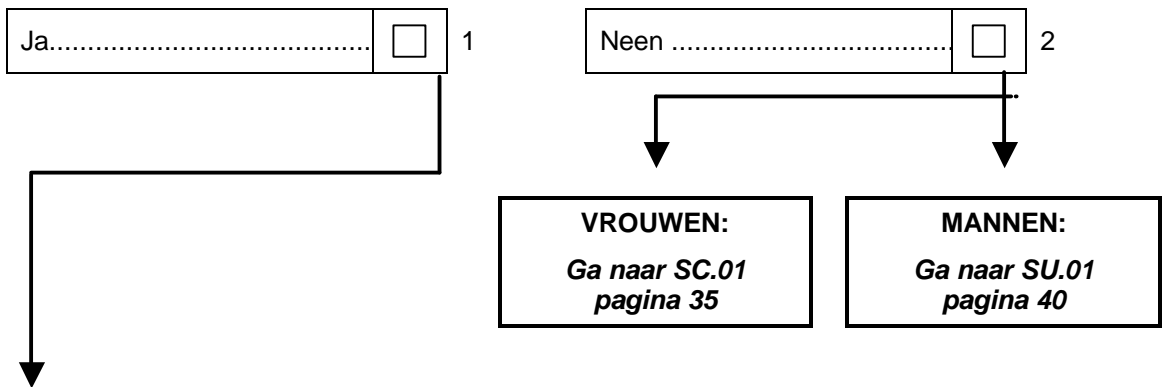 Ja.......................................... 1
Neen ..................................... 2
VROUWEN:
Ga naar SC.01
pagina 35
MANNEN:
Ga naar SU.01
pagina 40